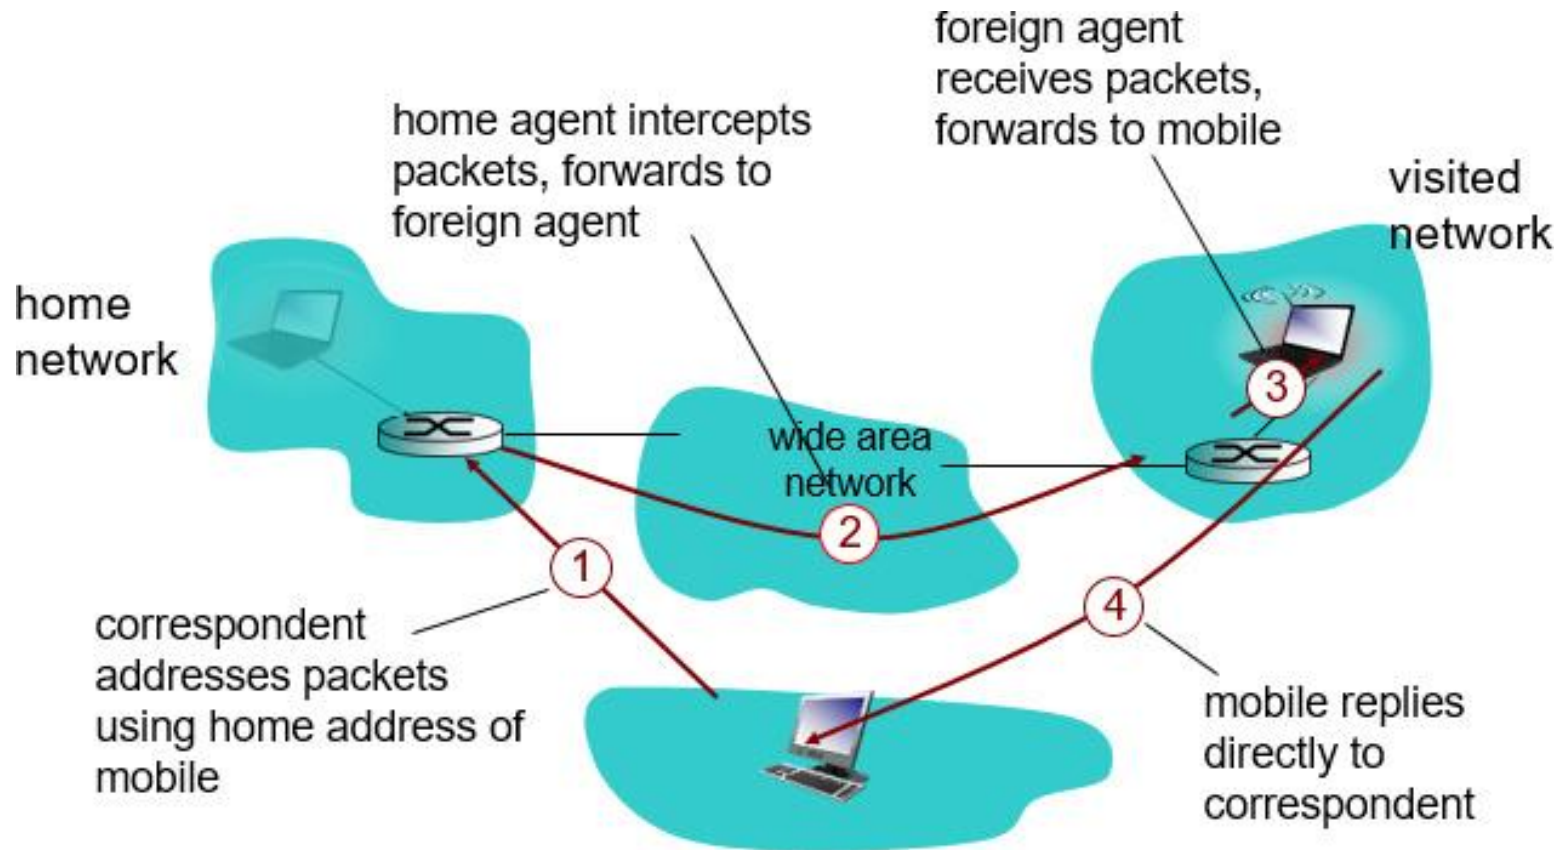 foreign agent
receives packets,
forwards to mobile
home agent intercepts
packets, forwards to
foreign agent
visited
network
home
network
wide area
network
3
2
1
4
correspondent
addresses packets
using home address of
mobile
mobile replies
directly to
correspondent